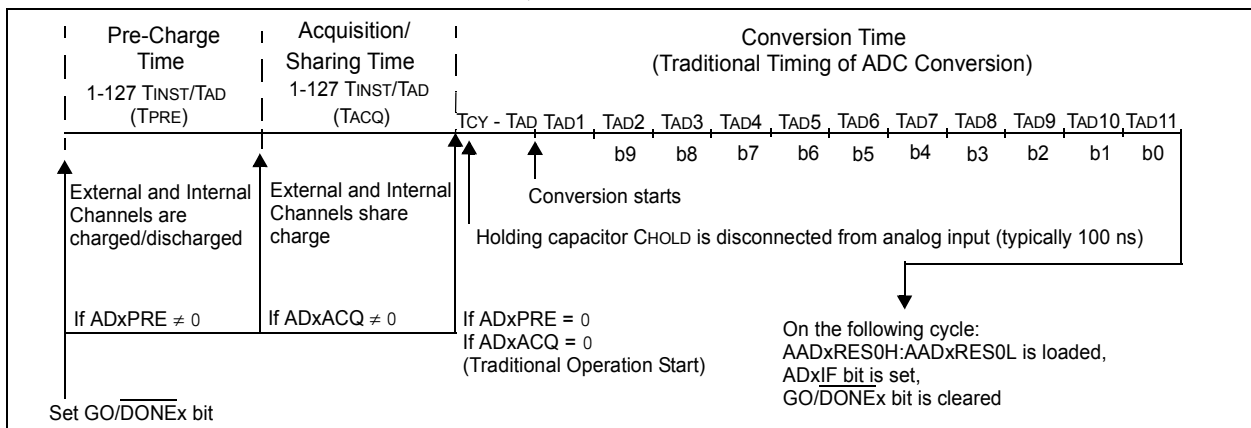 Pre-Charge
Time
1-127 TINST/TAD
(TPRE)
Acquisition/
Sharing Time
1-127 TINST/TAD
(TACQ)
Conversion Time
(Traditional Timing of ADC Conversion)
TCY - TAD TAD1 TAD2 TAD3 TAD4 TAD5 TAD6 TAD7 TAD8 TAD9 TAD10 TAD11
b9 b8 b7 b6 b5 b4 b3 b2 b1 b0
External and Internal
Channels are
charged/discharged
External and Internal
Channels share
charge
Conversion starts
Holding capacitor CHOLD is disconnected from analog input (typically 100 ns)
If ADxPRE ≠ 0
If ADxACQ ≠ 0
If ADxPRE = 0
If ADxACQ = 0
(Traditional Operation Start)
On the following cycle:
AADxRES0H:AADxRES0L is loaded,
ADxIF bit is set,
GO/DONEx bit is cleared
Set GO/DONEx bit